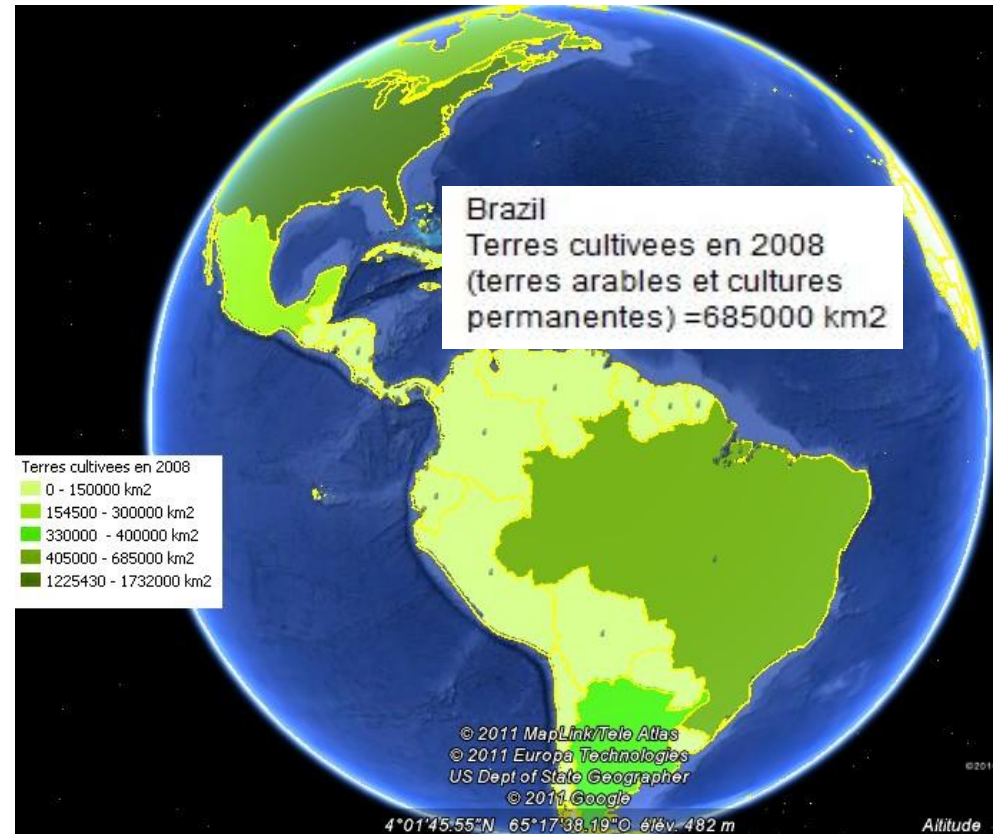 Brazil
Terres cultivees en 2008
(terres arables et cultures
permanentes) =685000 km2
Terres cultivees en 2008
0 - 150000 km2
154500 - 300000 km2
330000 - 400000 km2
405000 - 685000 km2
1225430 - 1732000 km2
© 2011 MapLink/Tele Atlas
© 2011 Europa Technologies
US Dept of State Geographer
© 2011 Google
©201
4°01'45.55"N 65°17'38.19"O élév. 482 m Altitude